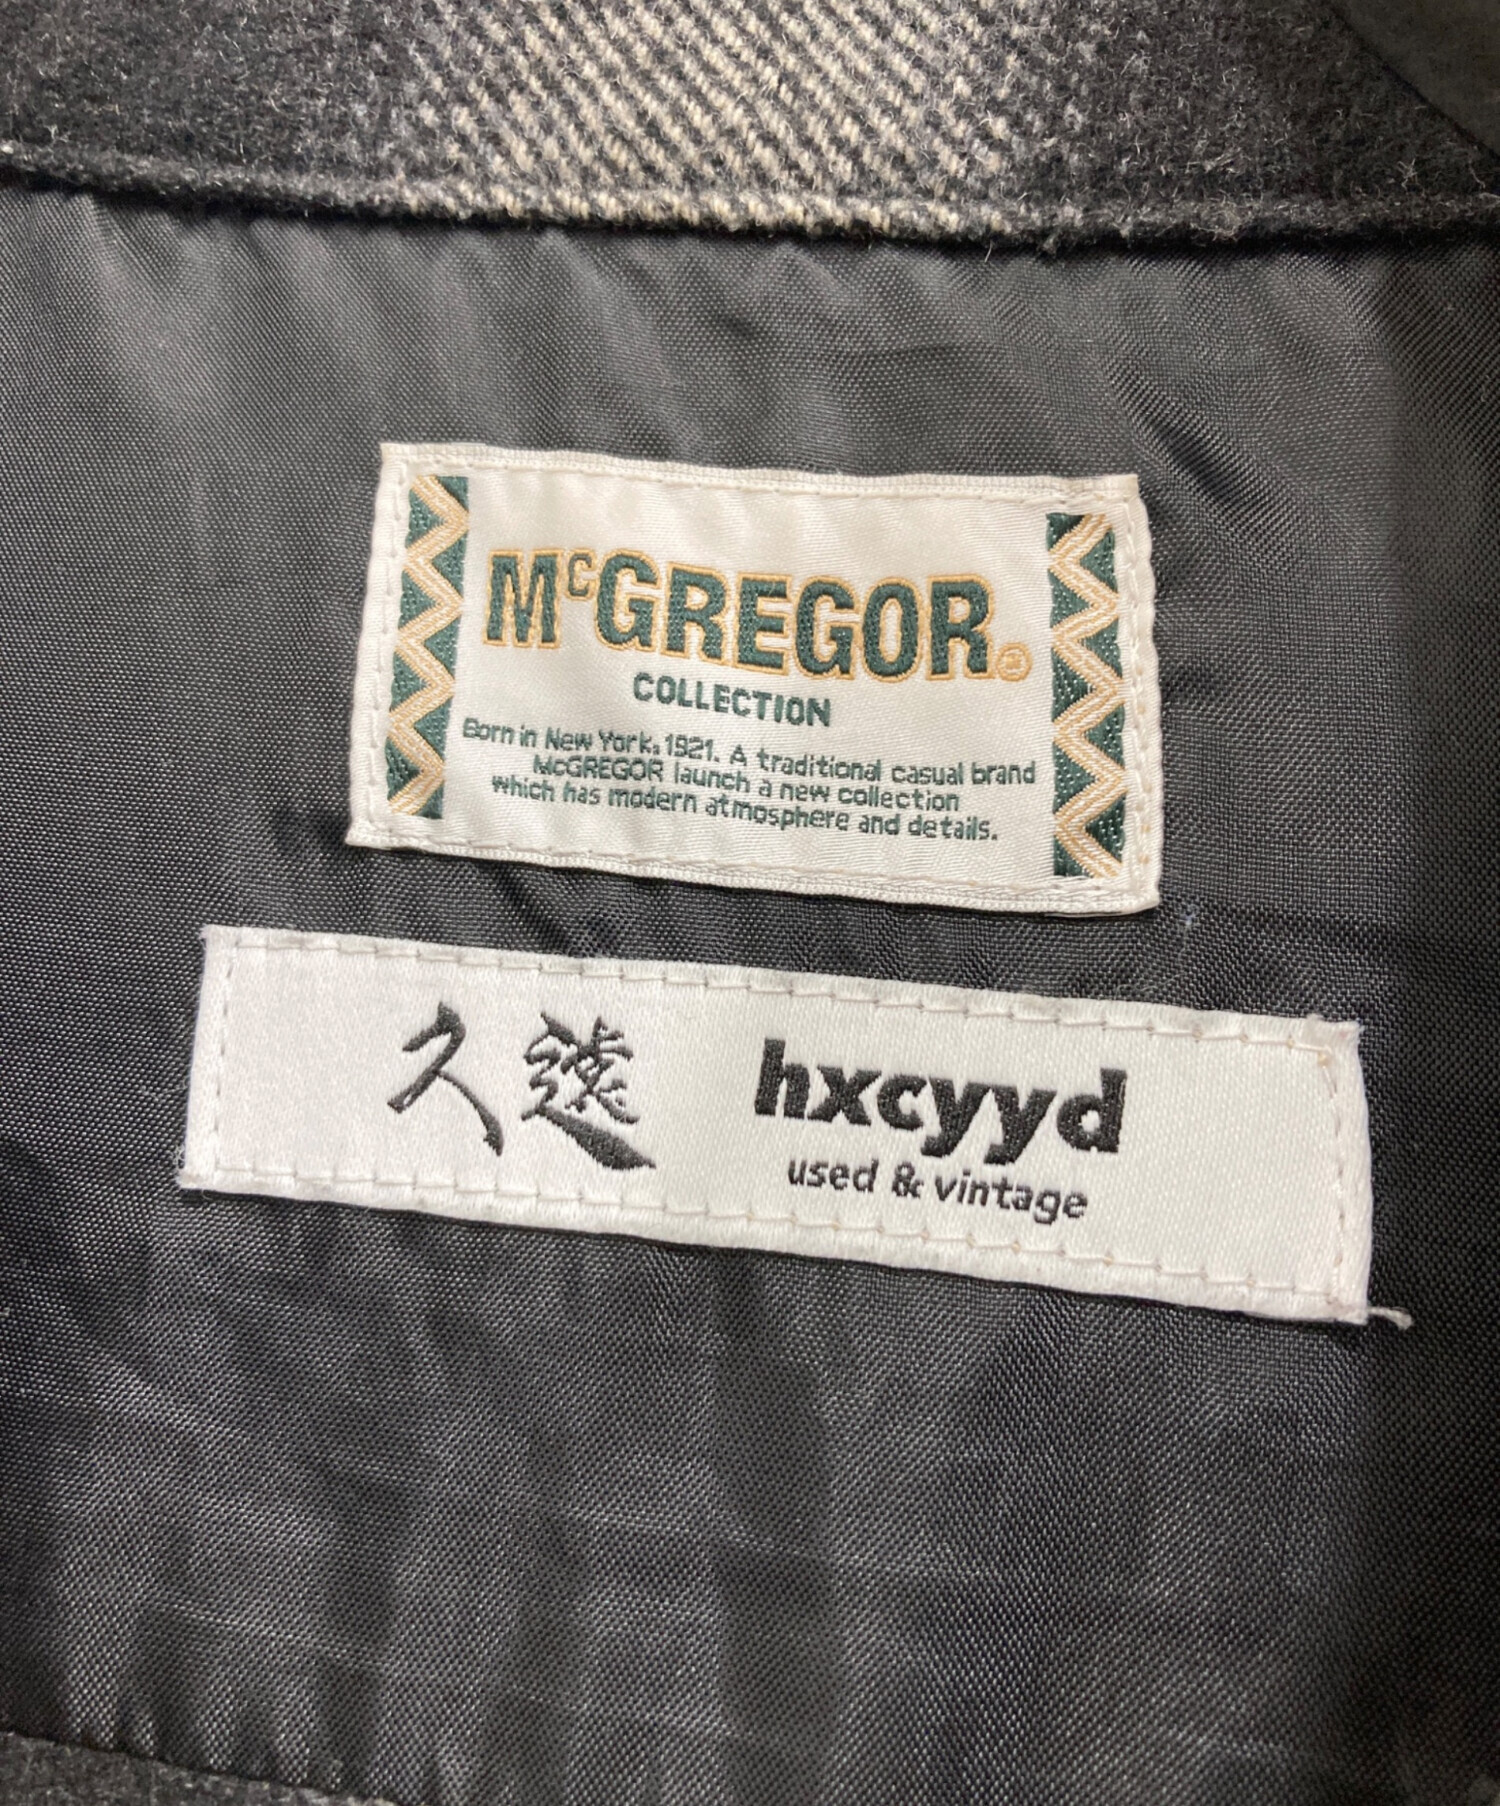 McGREGOR®
COLLECTION
Born in New York, 1921. A traditional casual brand
McGREGOR launch a new collection
which has modern atmosphere and details.
久遠 hxcyyd
used & vintage